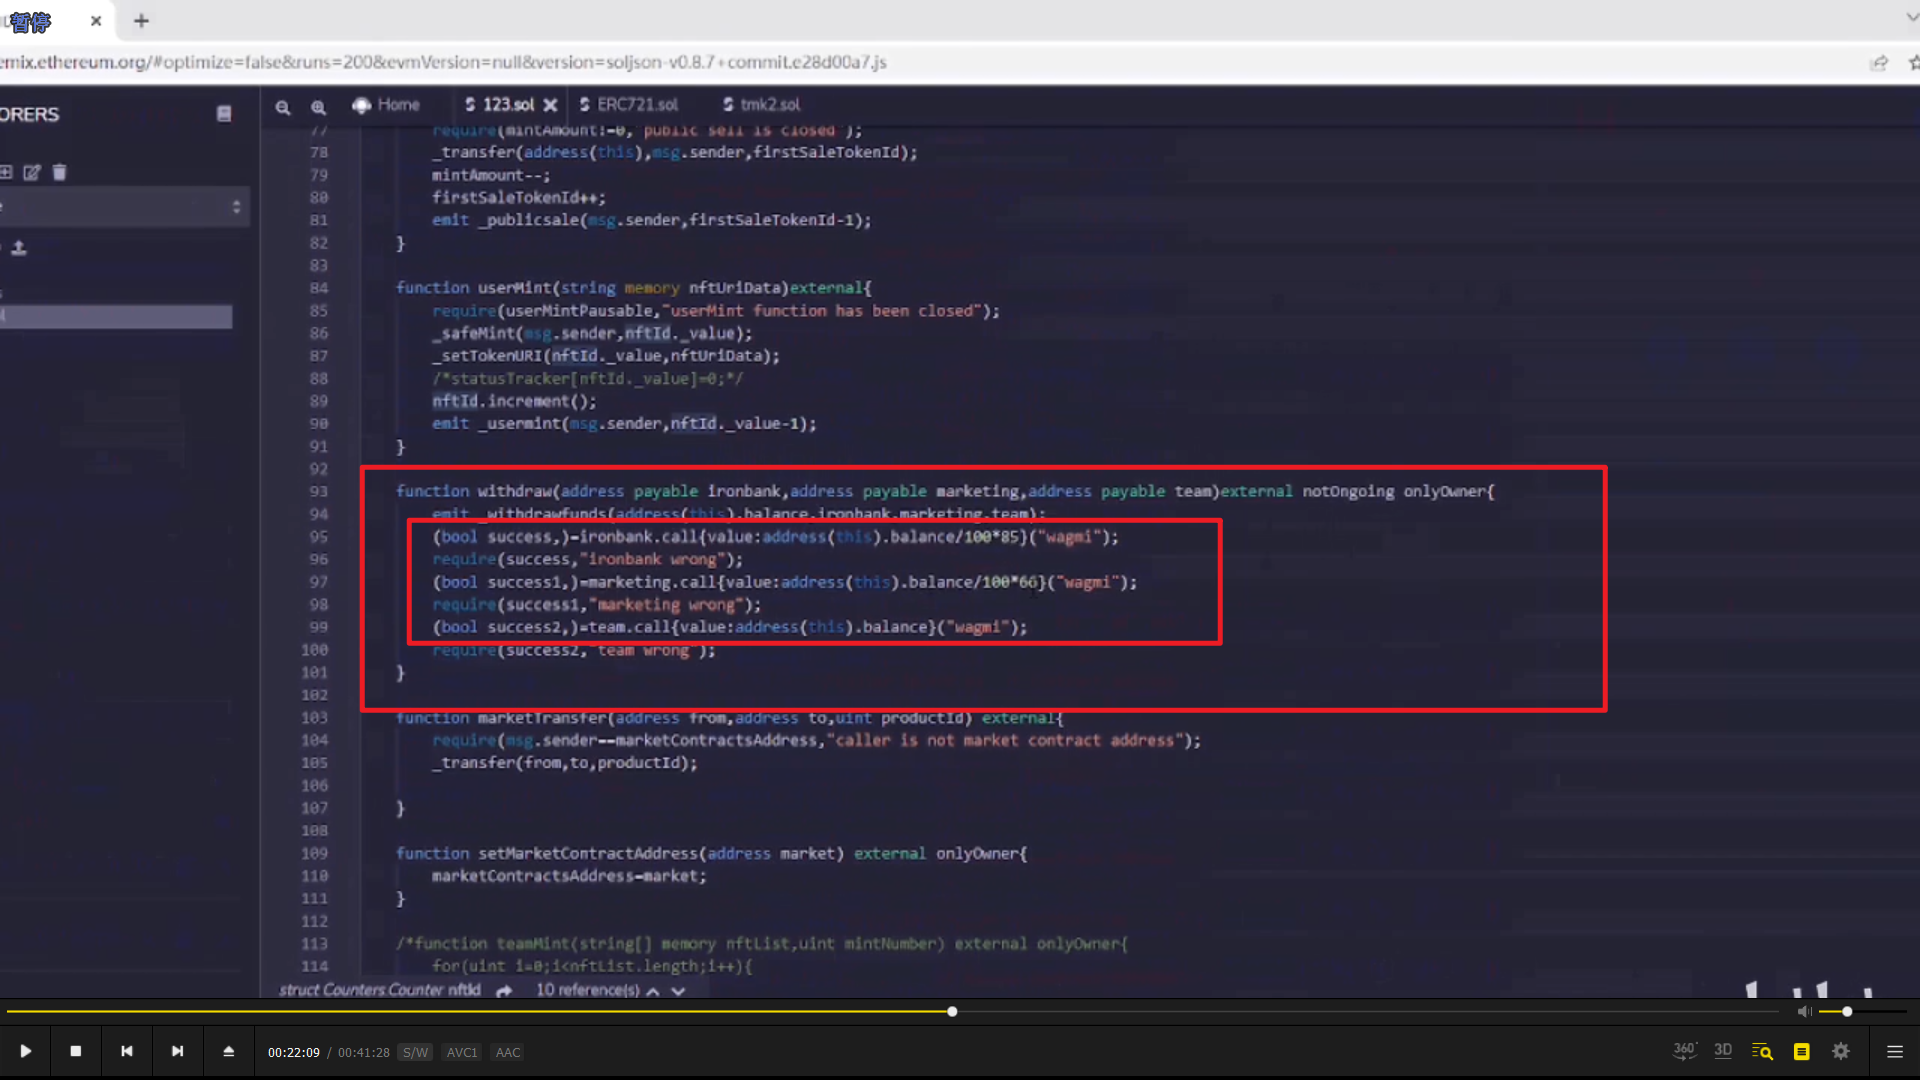 暂停
emix.ethereum.org/#optimize=false&runs=200&evmVersion=null&version=soljson-v0.8.7+commit.e28d00a7.js
ORERS
Home
123.sol
ERC721.sol
tmk2.sol
77 require(mintAmount!=0,"public sell is closed");
78 _transfer(address(this),msg.sender,firstSaleTokenId);
79 mintAmount--;
80 firstSaleTokenId++;
81 emit _publicsale(msg.sender,firstSaleTokenId-1);
82 }
83
84 function userMint(string memory nftUriData)external{
85 require(userMintPausable,"userMint function has been closed");
86 _safeMint(msg.sender,nftId._value);
87 _setTokenURI(nftId._value,nftUriData);
88 /*statusTracker[nftId._value]=0;*/
89 nftId.increment();
90 emit _usermint(msg.sender,nftId._value-1);
91 }
92
93 function withdraw(address payable ironbank,address payable marketing,address payable team)external notOngoing onlyOwner{
94 emit _withdrawfunds(address(this).balance,ironbank,marketing,team);
95 (bool success,)=ironbank.call{value:address(this).balance/100*85}("wagmi");
96 require(success,"ironbank wrong");
97 (bool success1,)=marketing.call{value:address(this).balance/100*66}("wagmi");
98 require(success1,"marketing wrong");
99 (bool success2,)=team.call{value:address(this).balance}("wagmi");
100 require(success2,"team wrong");
101 }
102
103 function marketTransfer(address from,address to,uint productId) external{
104 require(msg.sender==marketContractsAddress,"caller is not market contract address");
105 _transfer(from,to,productId);
106
107 }
108
109 function setMarketContractAddress(address market) external onlyOwner{
110 marketContractsAddress=market;
111 }
112
113 /*function teamMint(string[] memory nftList,uint mintNumber) external onlyOwner{
114 for(uint i=0;i<nftList.length;i++){
struct Counters.Counter nftId 10 reference(s)
00:22:09 / 00:41:28 S/W AVC1 AAC
360° 3D